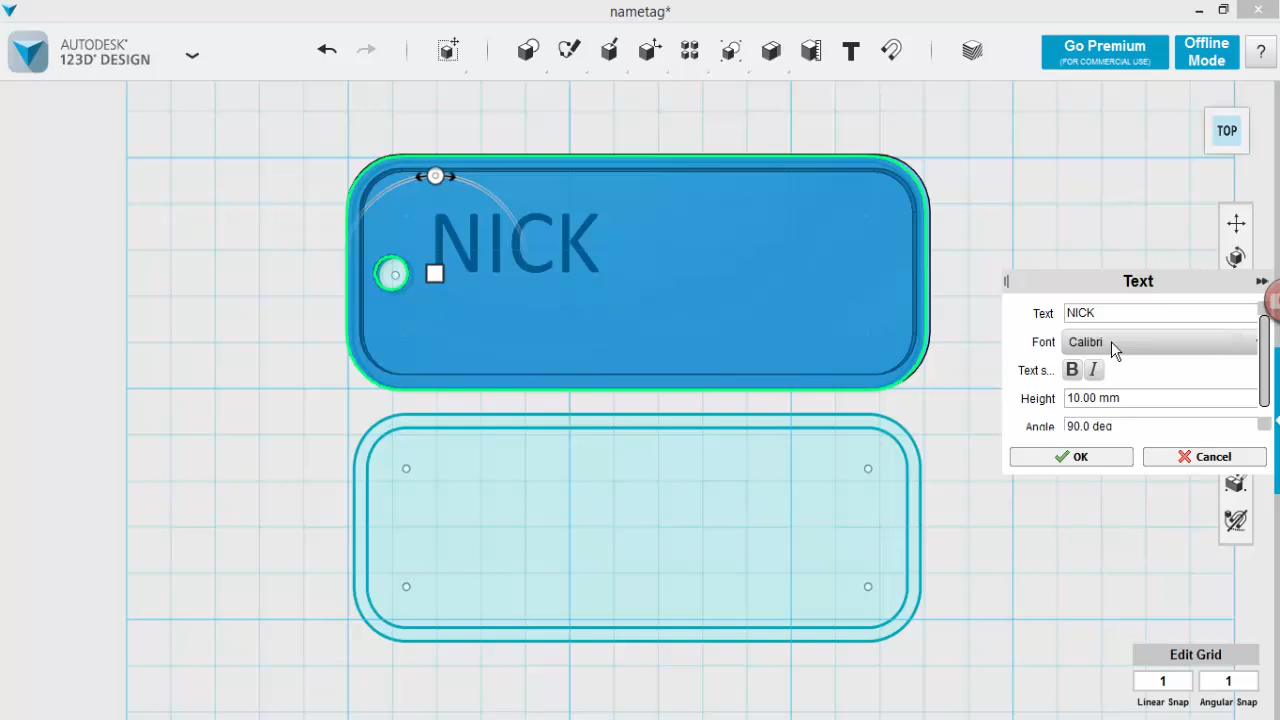 nametag*
AUTODESK®
123D® DESIGN
T
Go Premium
(FOR COMMERCIAL USE)
Offline
Mode
?
TOP
NICK
Text
Text NICK
Font Calibri
Text s... B I
Height 10.00 mm
Angle 90.0 deg
OK Cancel
Edit Grid
1 1
Linear Snap Angular Snap